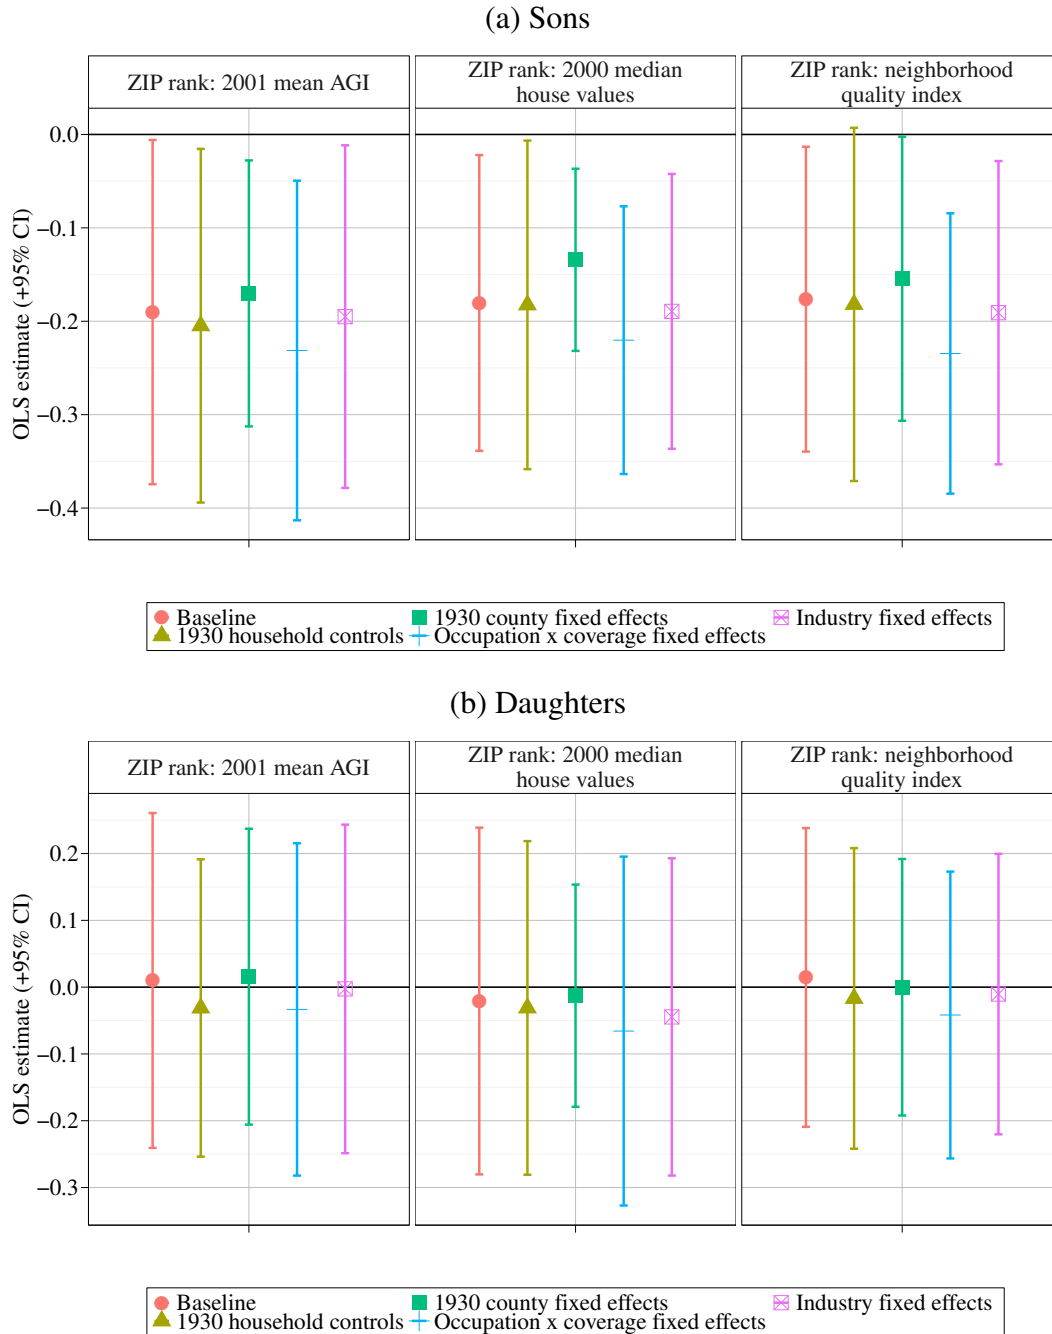 (a) Sons
ZIP rank: 2001 mean AGI
ZIP rank: 2000 median
house values
ZIP rank: neighborhood
quality index
OLS estimate (+95% CI)
0.0
−0.1
−0.2
−0.3
−0.4
Baseline
1930 county fixed effects
Industry fixed effects
1930 household controls
Occupation x coverage fixed effects
(b) Daughters
ZIP rank: 2001 mean AGI
ZIP rank: 2000 median
house values
ZIP rank: neighborhood
quality index
OLS estimate (+95% CI)
0.2
0.1
0.0
−0.1
−0.2
−0.3
Baseline
1930 county fixed effects
Industry fixed effects
1930 household controls
Occupation x coverage fixed effects